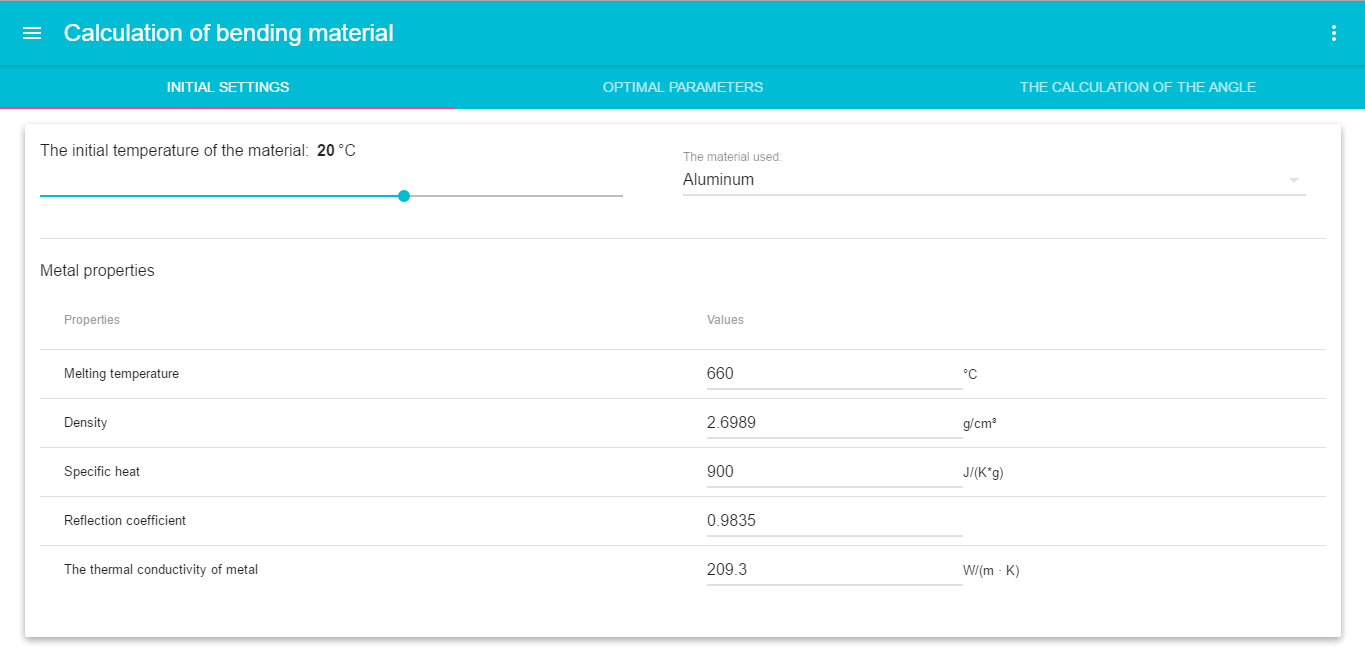 Calculation of bending material
INITIAL SETTINGS OPTIMAL PARAMETERS THE CALCULATION OF THE ANGLE
The initial temperature of the material: 20 °C
The material used:
Aluminum
Metal properties
Properties Values
Melting temperature 660 °C
Density 2.6989 g/cm³
Specific heat 900 J/(K*g)
Reflection coefficient 0.9835
The thermal conductivity of metal 209.3 W/(m · K)